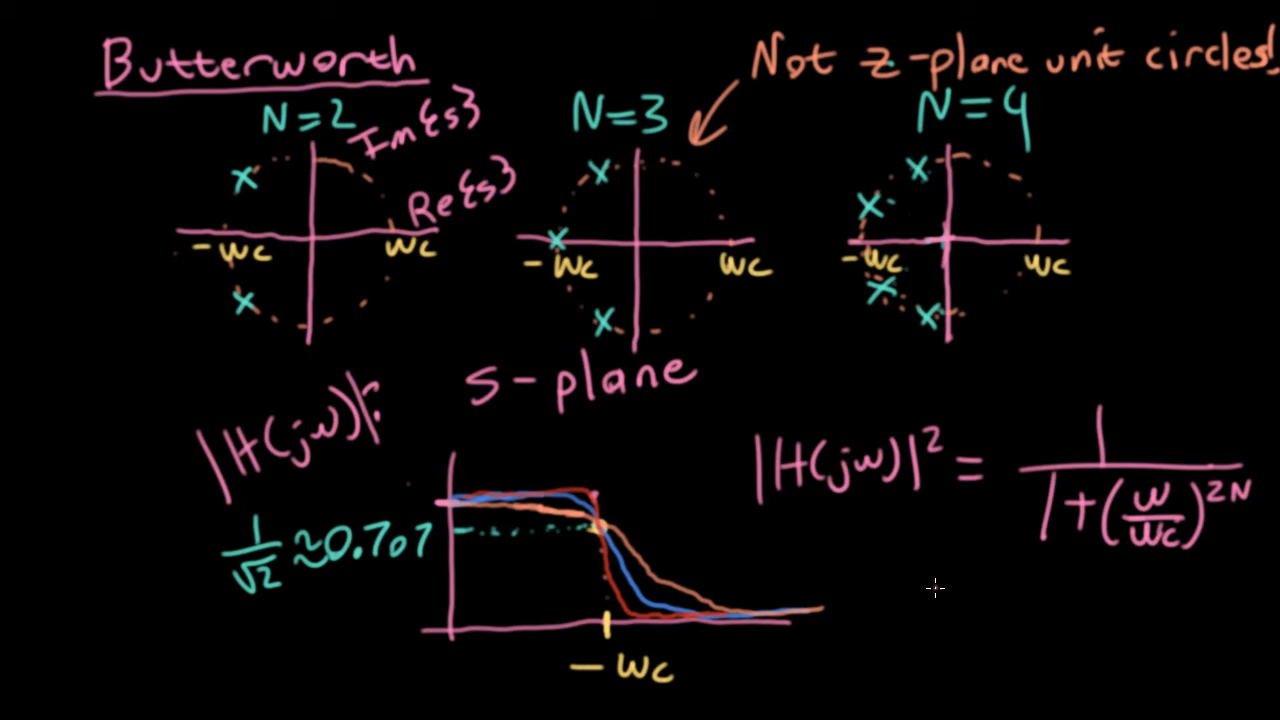 Butterworth
Not z-plane unit circles!
N=2
N=3
N=4
Im{s}
Re{s}
-wc
wc
-wc
wc
-wc
wc
s-plane
|H(jw)|:
|H(jw)|² = 1/(1+(w/wc)^2N)
1/√2 ≈ 0.707
- wc